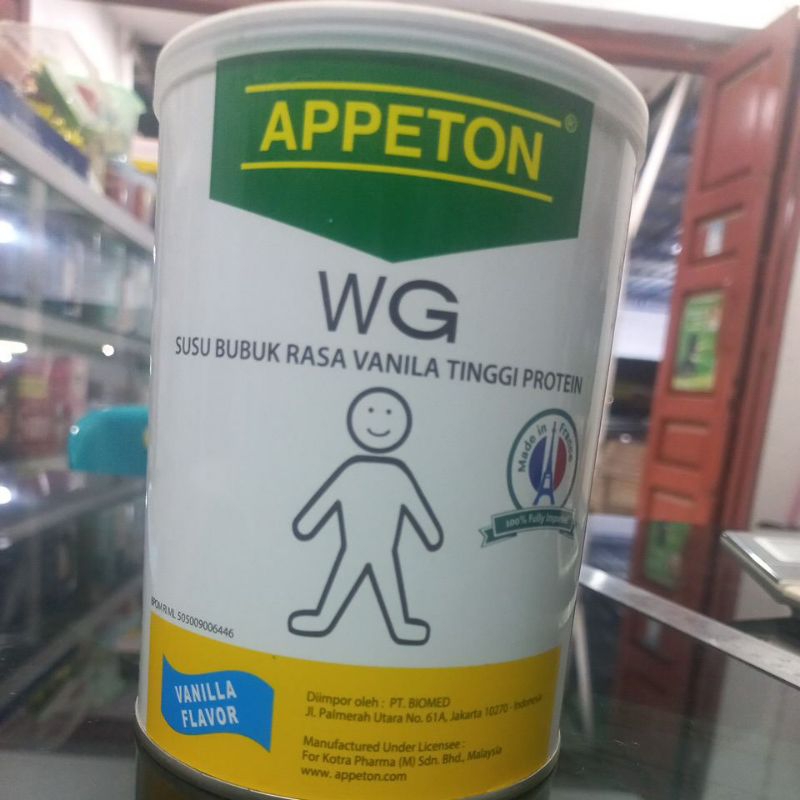 APPETON®
WG
SUSU BUBUK RASA VANILA TINGGI PROTEIN
Made in France
100% Fully Imported
BPOM RI ML 505009006446
VANILLA
FLAVOR
Diimpor oleh : PT. BIOMED
Jl. Palmerah Utara No. 61A, Jakarta 10270 - Indonesia
Manufactured Under Licensee :
For Kotra Pharma (M) Sdn. Bhd., Malaysia
www. appeton.com